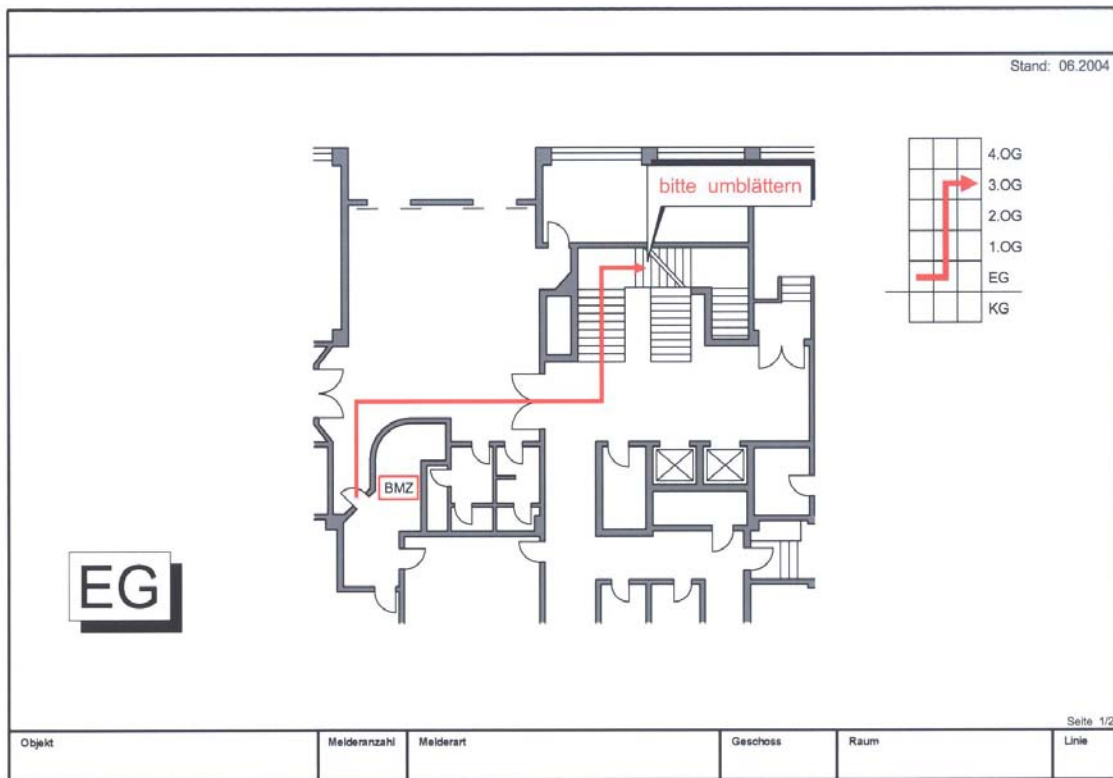 Stand: 06.2004
bitte umblättern
4.OG
3.OG
2.OG
1.OG
EG
KG
BMZ
EG
Seite 1/2
Objekt
Melderanzahl
Melderart
Geschoss
Raum
Linie